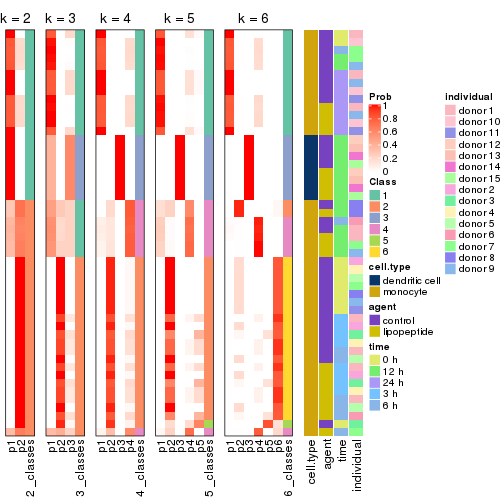 k = 2
k = 3
k = 4
k = 5
k = 6
p1
p2
2_classes
p1
p2
p3
3_classes
p1
p2
p3
p4
4_classes
p1
p2
p3
p4
p5
5_classes
p1
p2
p3
p4
p5
p6
6_classes
cell.type
agent
time
individual
Prob
1
0.8
0.6
0.4
0.2
0
Class
1
2
3
4
5
6
cell.type
dendritic cell
monocyte
agent
control
lipopeptide
time
0 h
12 h
24 h
3 h
6 h
individual
donor 1
donor 10
donor 11
donor 12
donor 13
donor 14
donor 15
donor 2
donor 3
donor 4
donor 5
donor 6
donor 7
donor 8
donor 9